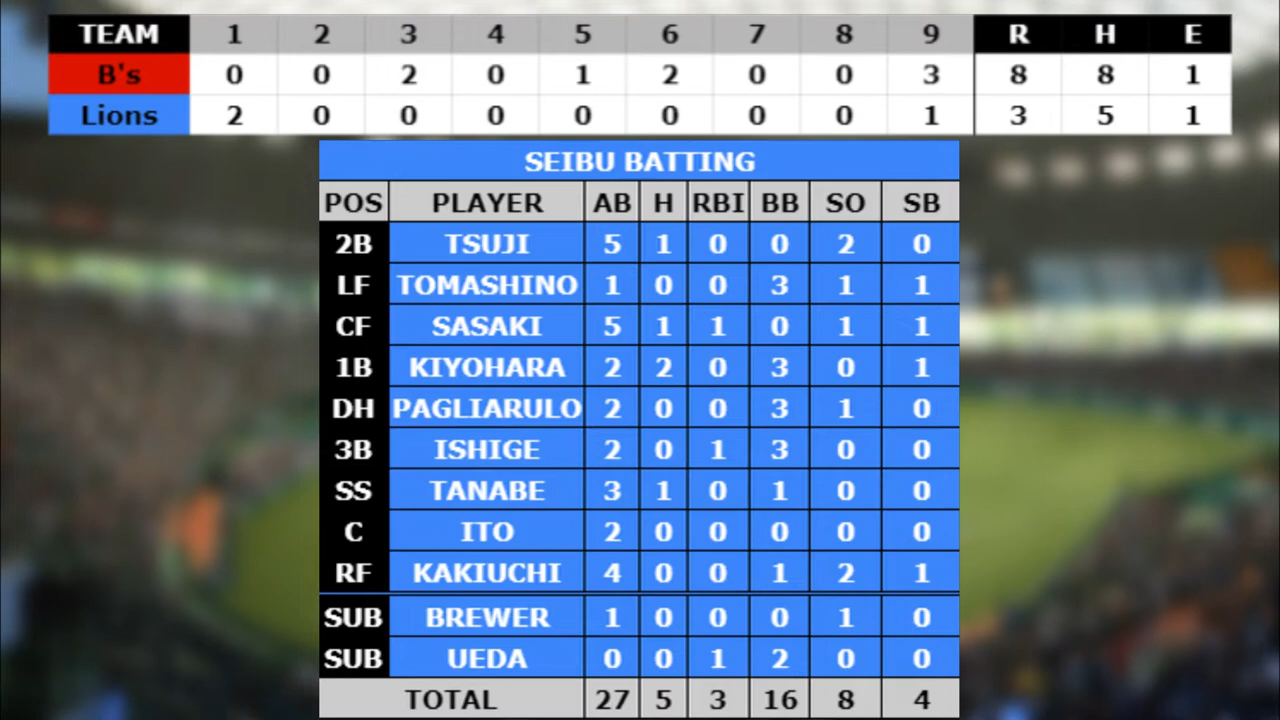 TEAM 1 2 3 4 5 6 7 8 9 R H E
B's 0 0 2 0 1 2 0 0 3 8 8 1
Lions 2 0 0 0 0 0 0 0 1 3 5 1
SEIBU BATTING
POS PLAYER AB H RBI BB SO SB
2B TSUJI 5 1 0 0 2 0
LF TOMASHINO 1 0 0 3 1 1
CF SASAKI 5 1 1 0 1 1
1B KIYOHARA 2 2 0 3 0 1
DH PAGLIARULO 2 0 0 3 1 0
3B ISHIGE 2 0 1 3 0 0
SS TANABE 3 1 0 1 0 0
C ITO 2 0 0 0 0 0
RF KAKIUCHI 4 0 0 1 2 1
SUB BREWER 1 0 0 0 1 0
SUB UEDA 0 0 1 2 0 0
TOTAL 27 5 3 16 8 4